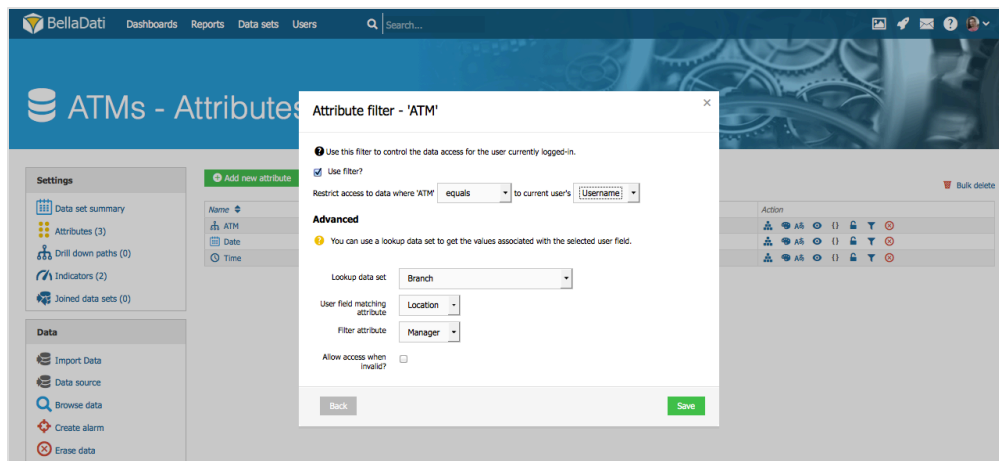 BellaDati Dashboards Reports Data sets Users Search...
ATMs - Attributes
Attribute filter - 'ATM' ×
Use this filter to control the data access for the user currently logged-in.
Use filter?
Restrict access to data where 'ATM' equals to current user's Username
Advanced
You can use a lookup data set to get the values associated with the selected user field.
Lookup data set Branch
User field matching
attribute Location
Filter attribute Manager
Allow access when
invalid?
Back Save
Settings
Data set summary
Attributes (3)
Drill down paths (0)
Indicators (2)
Joined data sets (0)
Data
Import Data
Data source
Browse data
Create alarm
Erase data
Add new attribute Bulk delete
Name Action
ATM
Date
Time